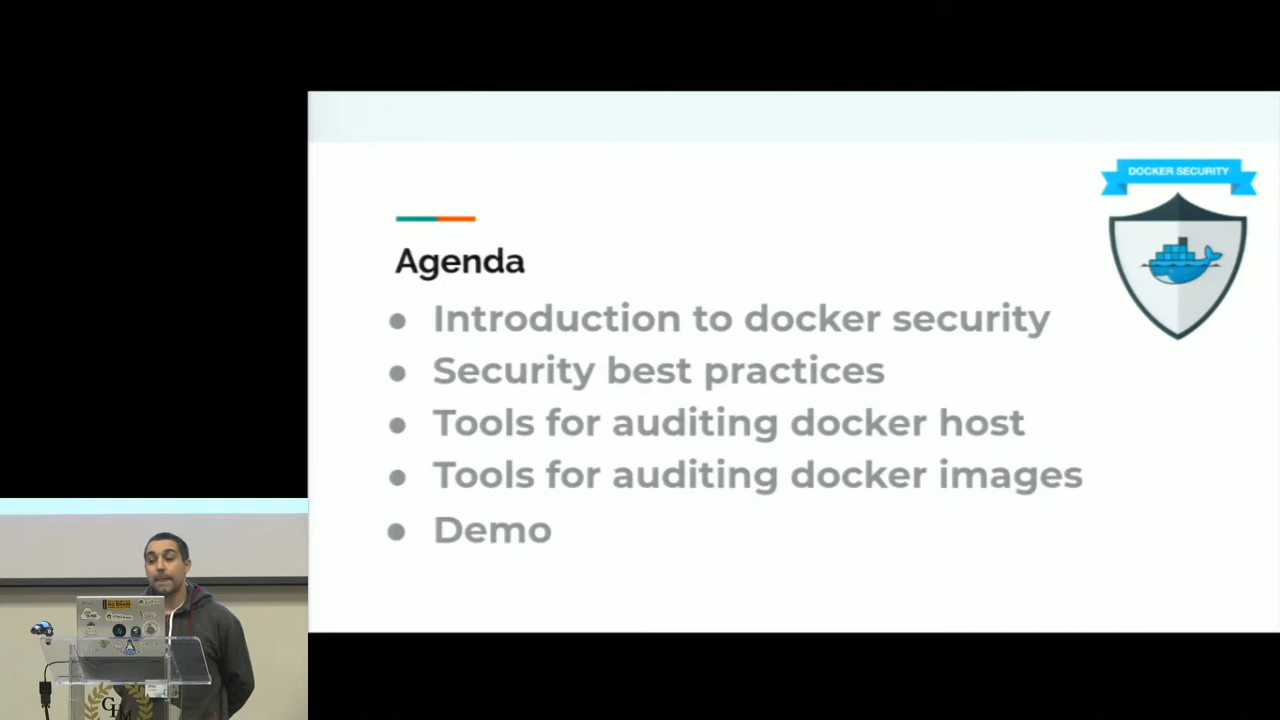 DOCKER SECURITY
Agenda
● Introduction to docker security
● Security best practices
● Tools for auditing docker host
● Tools for auditing docker images
● Demo
CHM